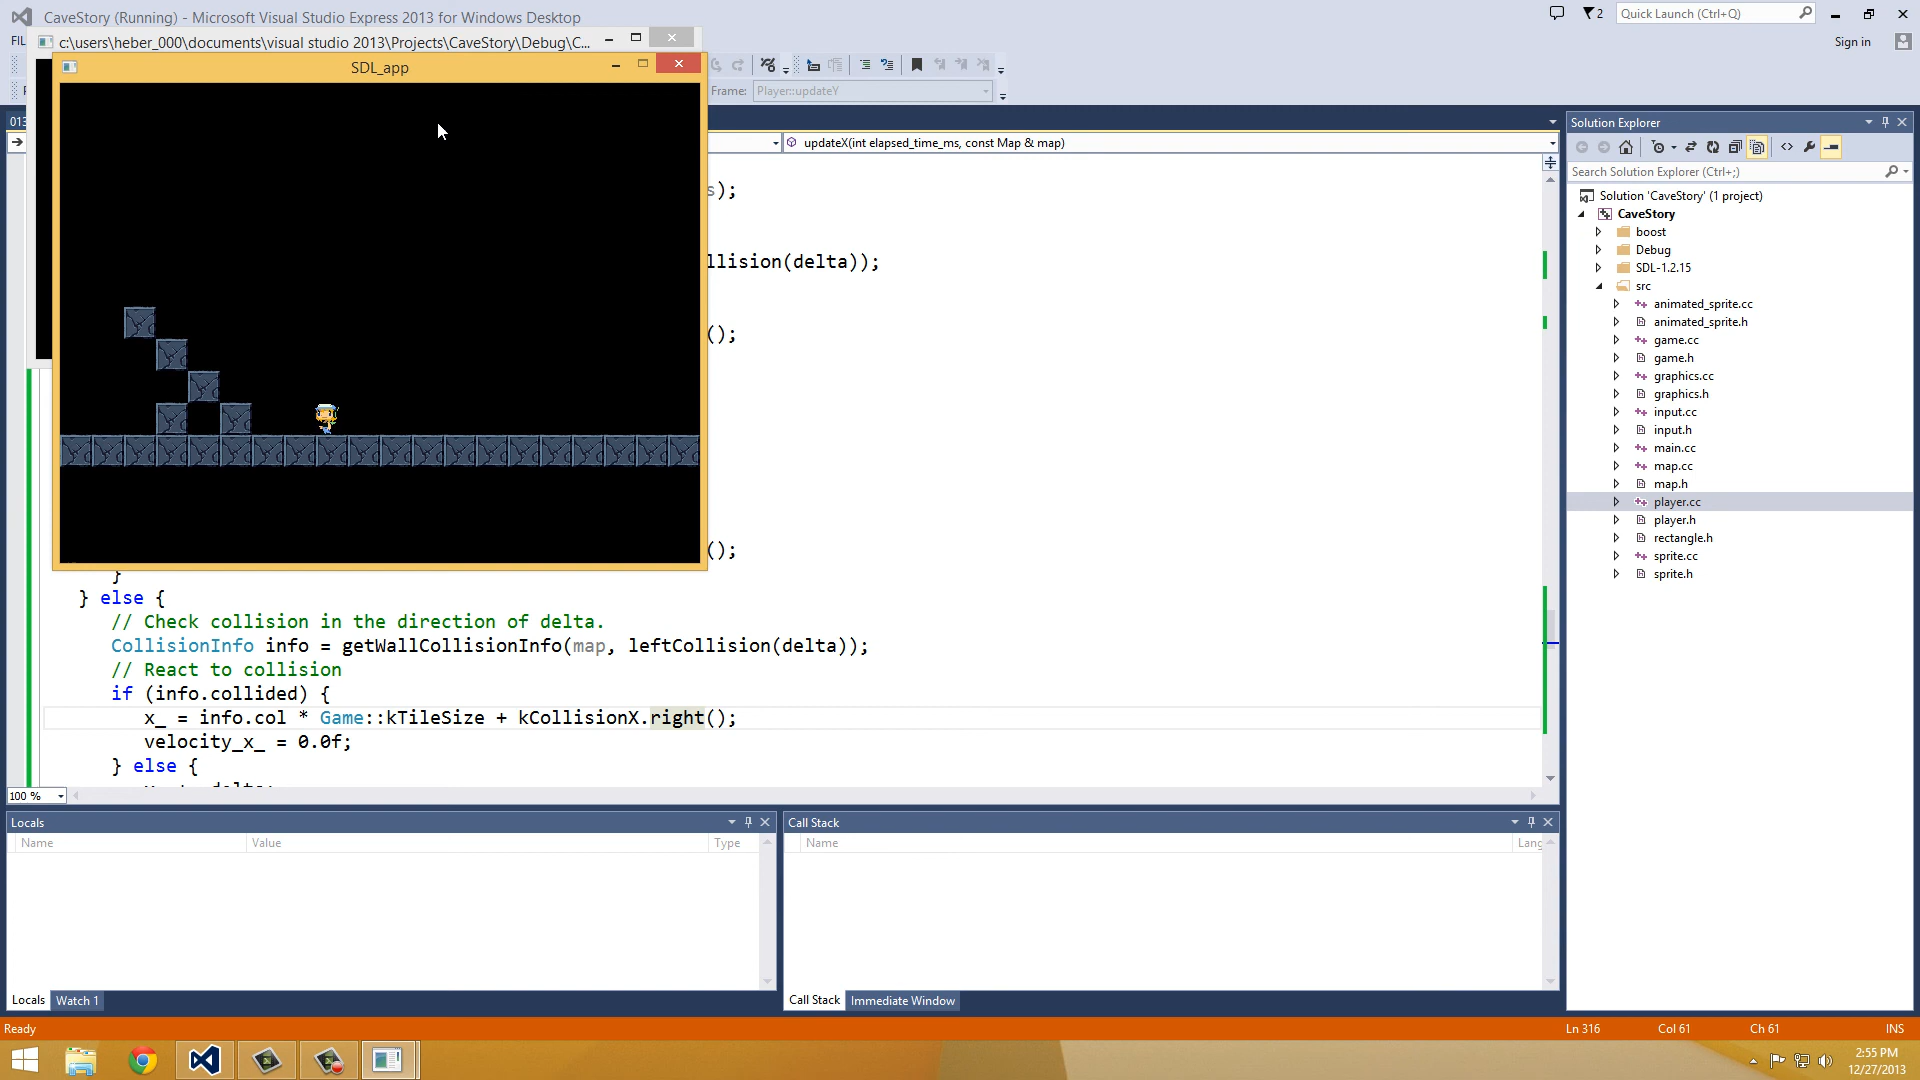 CaveStory (Running) - Microsoft Visual Studio Express 2013 for Windows Desktop
2
Quick Launch (Ctrl+Q)
FIL
c:\users\heber_000\documents\visual studio 2013\Projects\CaveStory\Debug\C...
Sign in
SDL_app
Frame:
Player::updateY
013
updateX(int elapsed_time_ms, const Map & map)
s);
llision(delta));
();
();
}
} else {
// Check collision in the direction of delta.
CollisionInfo info = getWallCollisionInfo(map, leftCollision(delta));
// React to collision
if (info.collided) {
x_ = info.col * Game::kTileSize + kCollisionX.right();
velocity_x_ = 0.0f;
} else {
100 %
Solution Explorer
Search Solution Explorer (Ctrl+;)
Solution 'CaveStory' (1 project)
CaveStory
boost
Debug
SDL-1.2.15
src
animated_sprite.cc
animated_sprite.h
game.cc
game.h
graphics.cc
graphics.h
input.cc
input.h
main.cc
map.cc
map.h
player.cc
player.h
rectangle.h
sprite.cc
sprite.h
Locals
Name
Value
Type
Locals
Watch 1
Call Stack
Name
Lang
Call Stack
Immediate Window
Ready
Ln 316
Col 61
Ch 61
INS
2:55 PM
12/27/2013